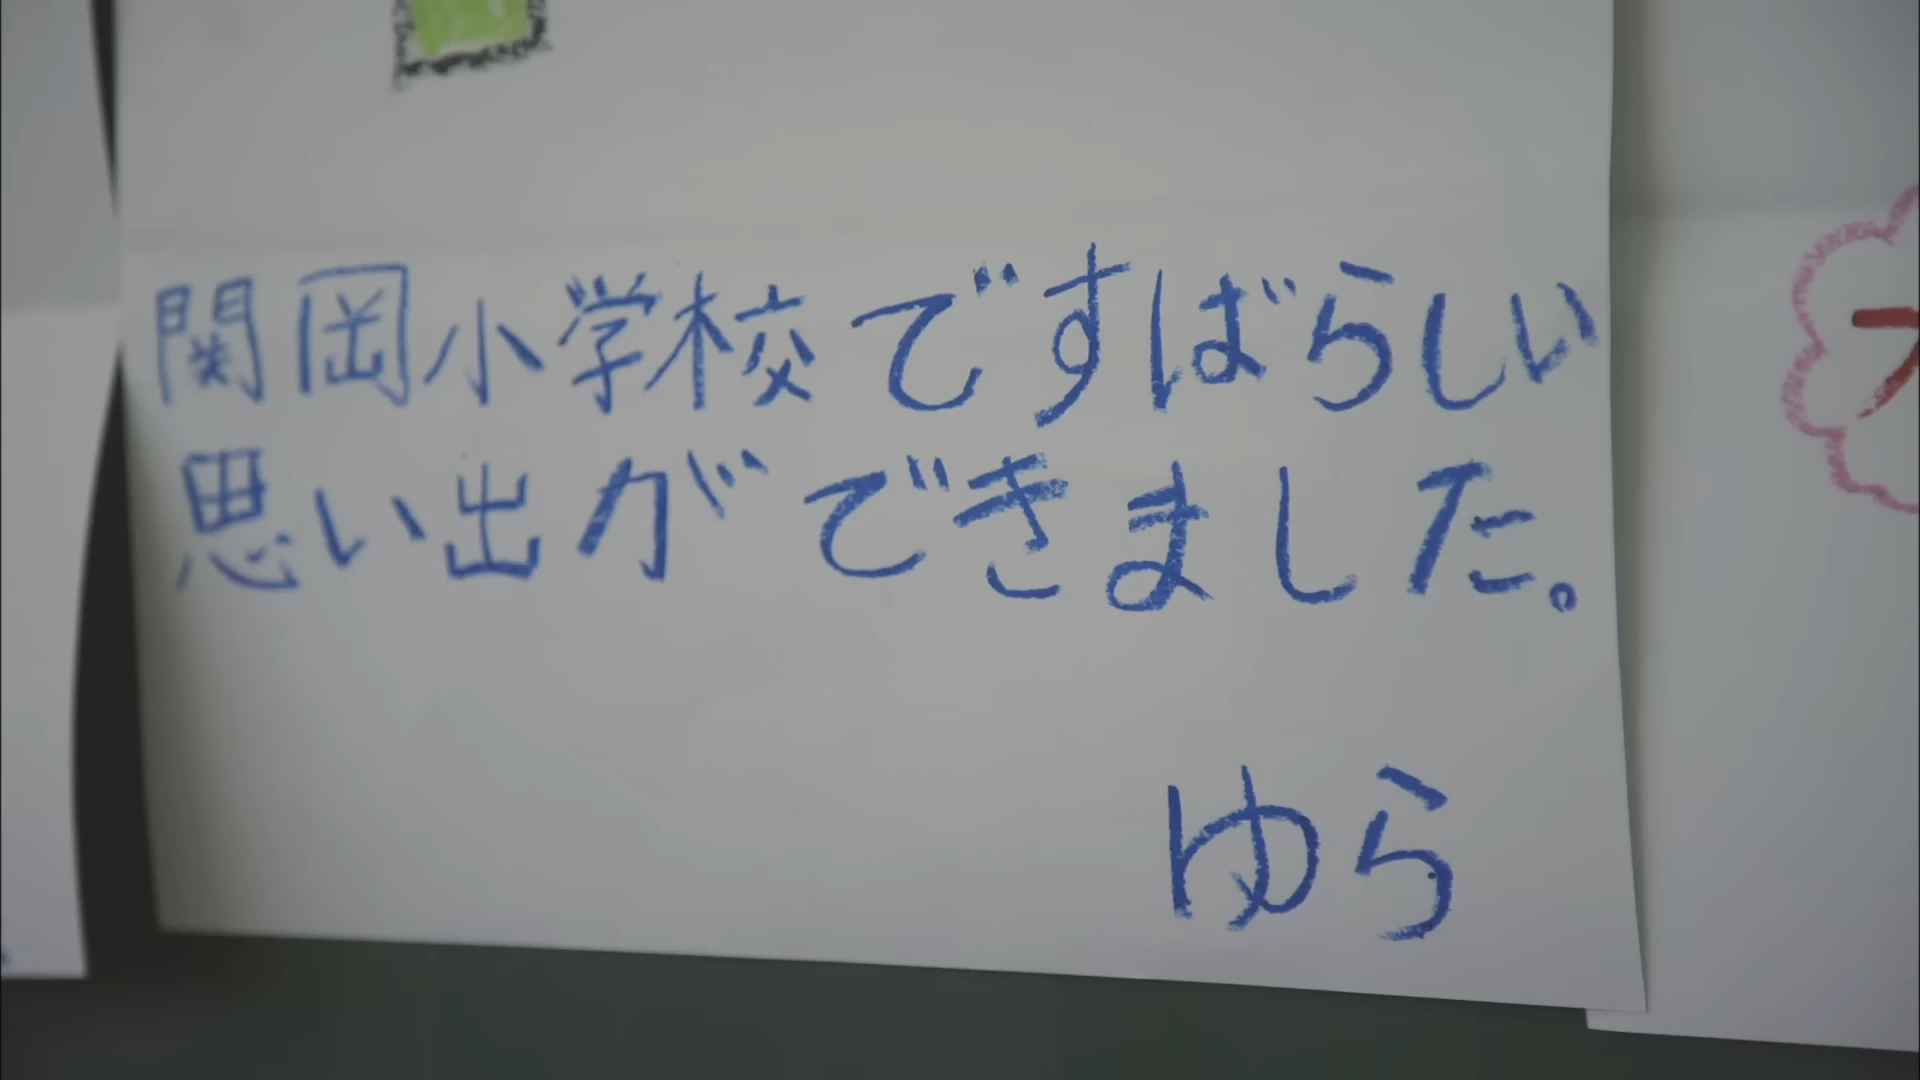 関岡小学校ですばらしい
思い出ができました。
ゆら